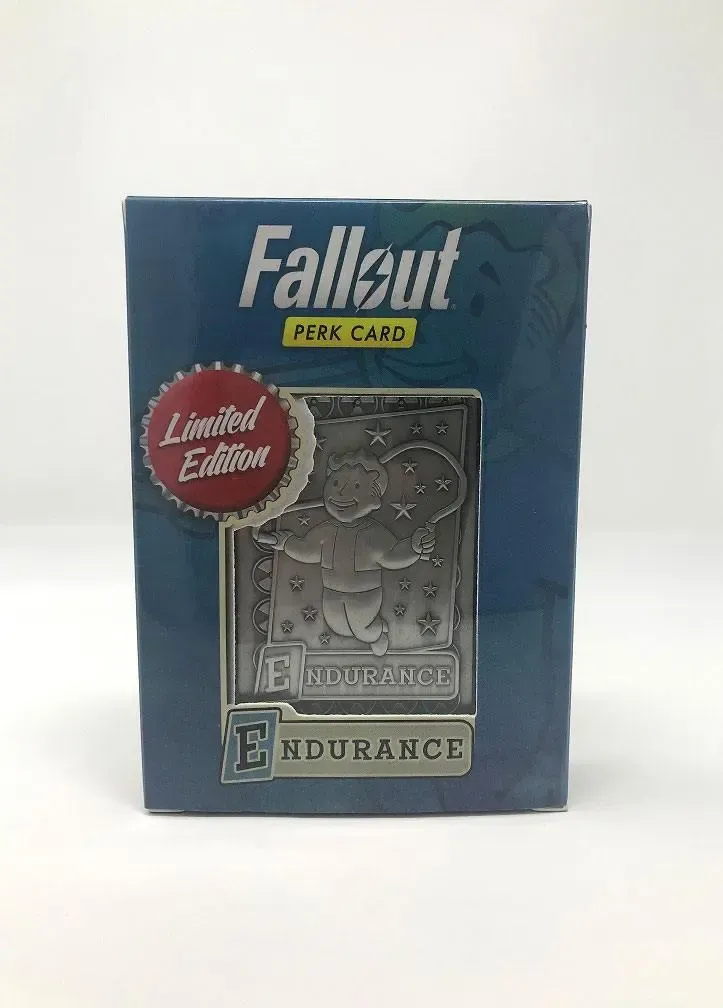 Fallout
PERK CARD
Limited
Edition
ENDURANCE
ENDURANCE